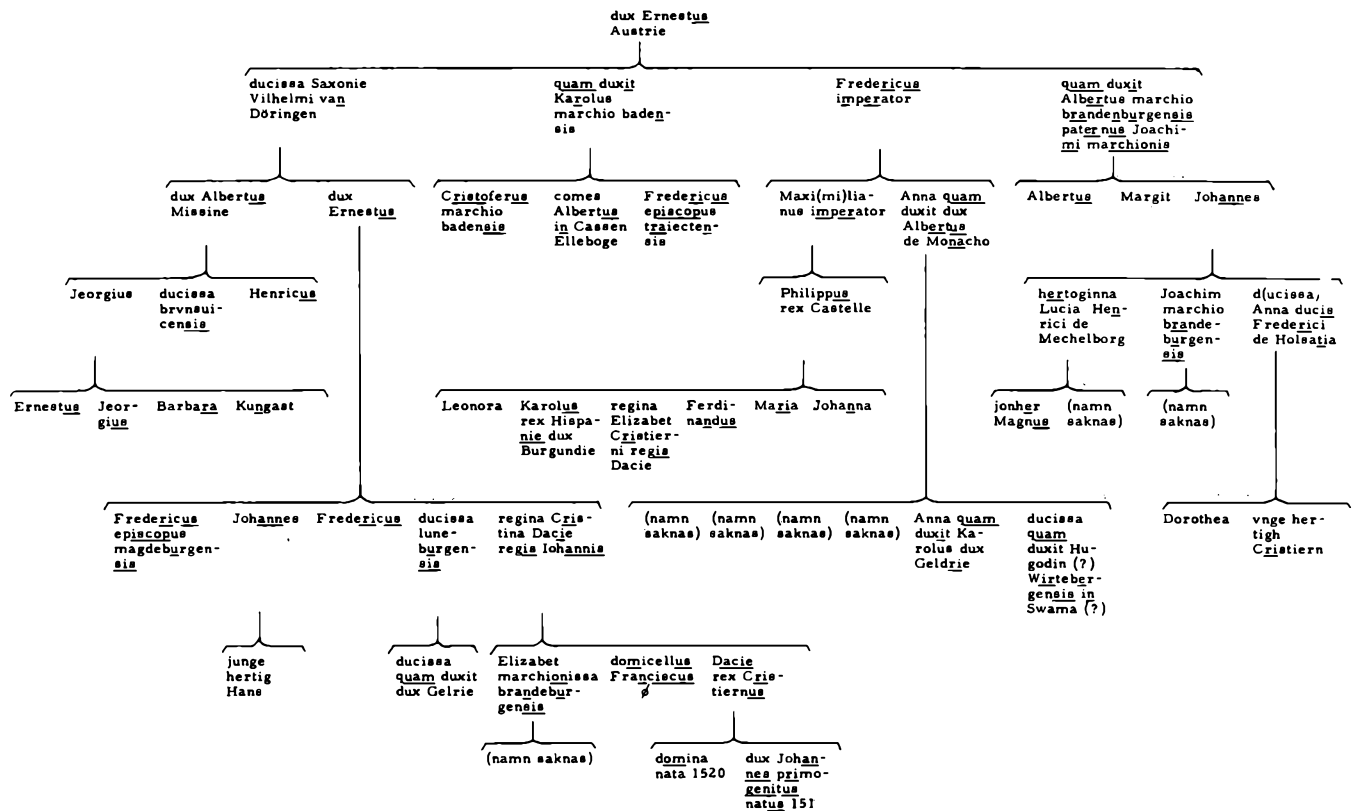 dux Ernestus
Austrie
ducissa Saxonie
Vilhelmi van
Döringen
quam duxit
Karolus
marchio baden-
sis
Fredericus
imperator
quam duxit
Albertus marchio
brandenburgensis
paternus Joachi-
mi marchionis
dux Albertus
Missine
dux
Ernestus
Cristoferus
marchio
badensis
comes
Albertus
in Cassen
Elleboge
Fredericus
episcopus
traiecten-
sis
Maxi(mi)lia-
nus imperator
Anna quam
duxit dux
Albertus
de Monacho
Albertus
Margit
Johannes
Jeorgius
ducissa
brvnsui-
censis
Henricus
Philippus
rex Castelle
hertoginna
Lucia Hen-
rici de
Mechelborg
Joachim
marchio
brande-
burgen-
sis
d(ucissa,
Anna ducis
Frederici
de Holsatia
Ernestus
Jeor-
gius
Barbara
Kungast
Leonora
Karolus
rex Hispa-
nie dux
Burgundie
regina
Elizabet
Cristier-
ni regis
Dacie
Ferdi-
nandus
Maria
Johanna
jonher
Magnus
(namn
saknas)
(namn
saknas)
Fredericus
episcopus
magdeburgen-
sis
Johannes
Fredericus
ducissa
lune-
burgen-
sis
regina Cris-
tina Dacie
regis Iohannis
(namn
saknas)
(namn
saknas)
(namn
saknas)
(namn
saknas)
Anna quam
duxit Ka-
rolus dux
Geldrie
ducissa
quam
duxit Hu-
godin (?)
Wirteber-
gensis in
Swama (?)
Dorothea
vnge her-
tigh
Cristiern
junge
hertig
Hans
ducissa
quam duxit
dux Gelrie
Elizabet
marchionissa
brandebur-
gensis
domicellus
Franciscus
ø
Dacie
rex Cris-
tiernus
(namn saknas)
domina
nata 1520
dux Johan-
nes primo-
genitus
natus 151